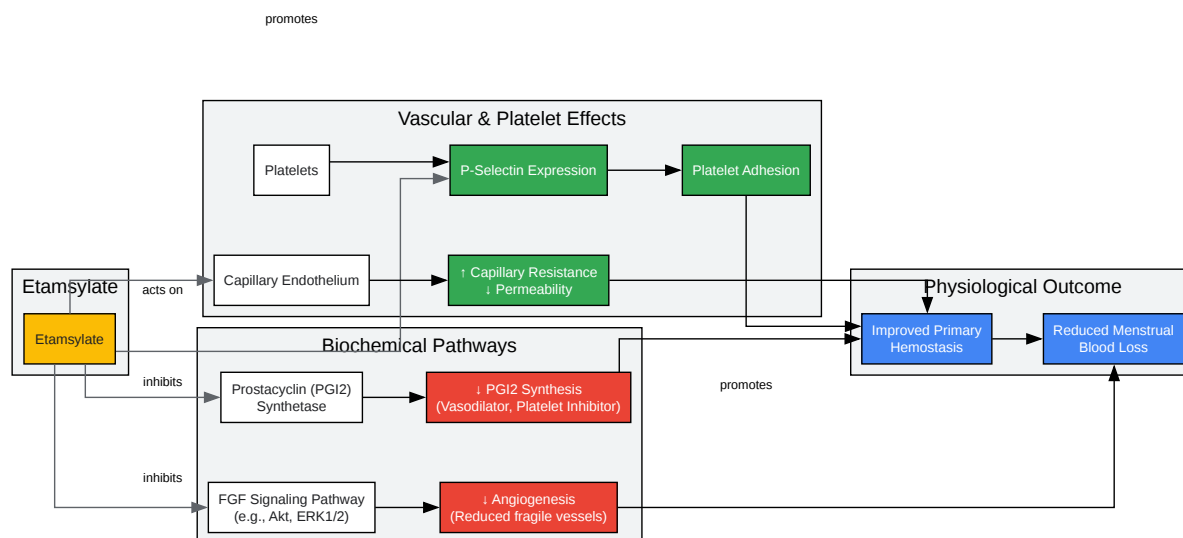 promotes
Vascular & Platelet Effects
Platelets
P-Selectin Expression
Platelet Adhesion
Capillary Endothelium
↑ Capillary Resistance
↓ Permeability
Etamsylate
acts on
Etamsylate
Physiological Outcome
Improved Primary
Hemostasis
Reduced Menstrual
Blood Loss
Biochemical Pathways
inhibits
Prostacyclin (PGI2)
Synthetase
↓ PGI2 Synthesis
(Vasodilator, Platelet Inhibitor)
promotes
inhibits
FGF Signaling Pathway
(e.g., Akt, ERK1/2)
↓ Angiogenesis
(Reduced fragile vessels)